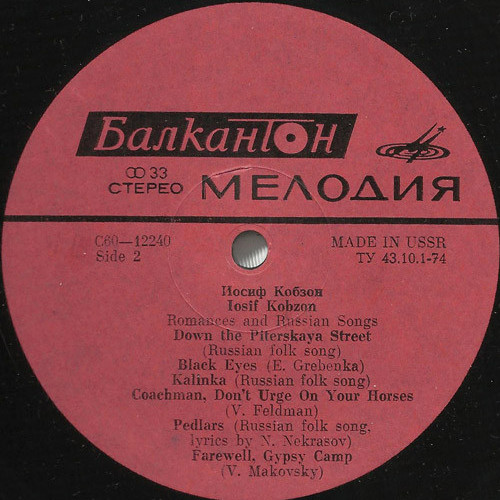 БАЛКАНТОН
33
СТЕРЕО
МЕЛОДИЯ
С60—12240
Side 2
MADE IN USSR
ТУ 43.10.1-74
Иосиф Кобзон
Iosif Kobzon
Romances and Russian Songs
Down the Piterskaya Street
(Russian folk song)
Black Eyes (E. Grebenka)
Kalinka (Russian folk song)
Coachman, Don't Urge On Your Horses
(V. Feldman)
Pedlars (Russian folk song,
lyrics by N. Nekrasov)
Farewell, Gypsy Camp
(V. Makovsky)